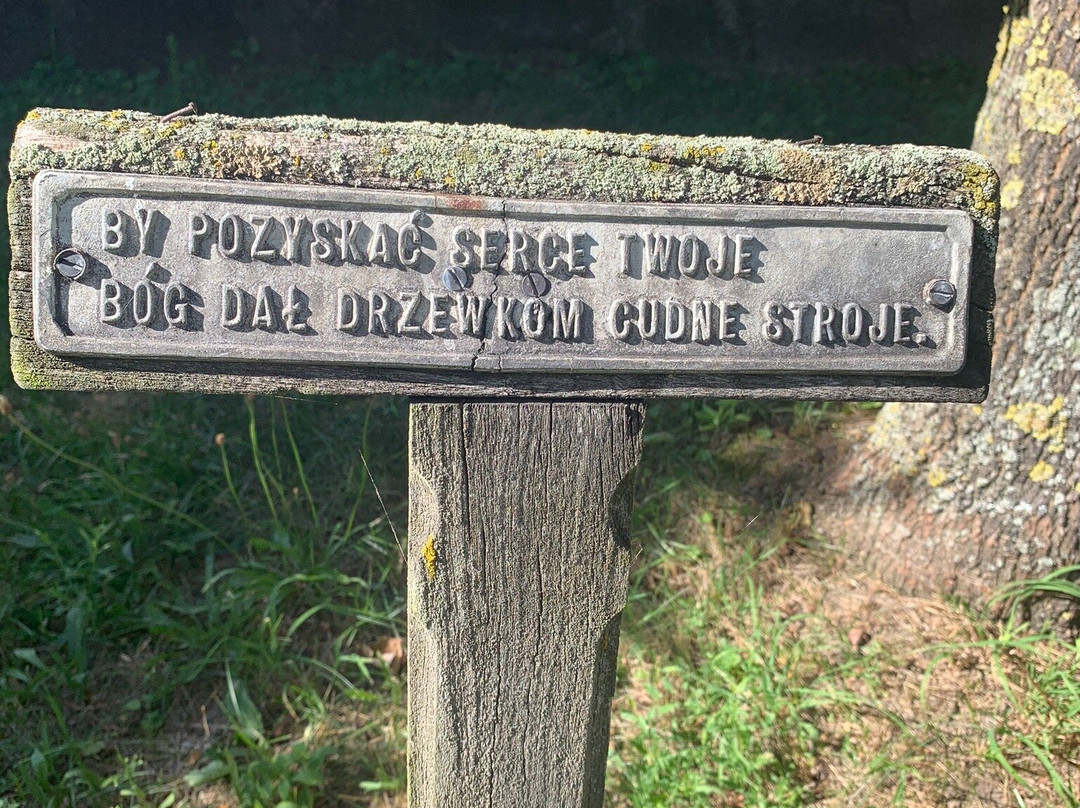 BY POZYSKAĆ SERCE TWOJE
BÓG DAŁ DRZEWKOM CUDNE STROJE.